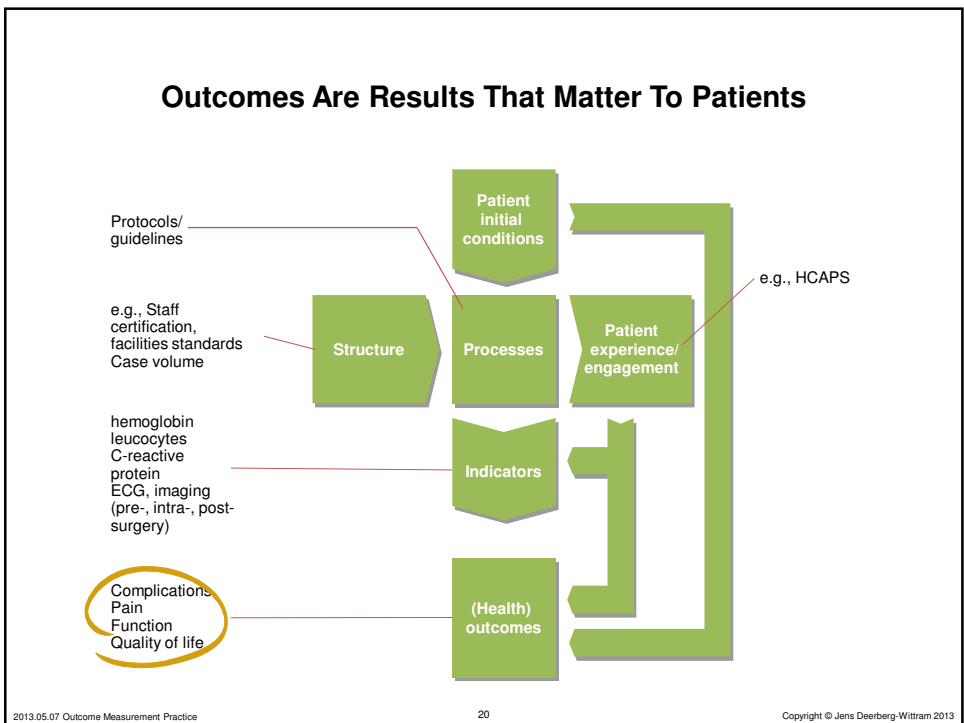 Outcomes Are Results That Matter To Patients
Patient
initial
conditions
Protocols/
guidelines
e.g., HCAPS
e.g., Staff
certification,
facilities standards
Case volume
Structure
Processes
Patient
experience/
engagement
hemoglobin
leucocytes
C-reactive
protein
ECG, imaging
(pre-, intra-, post-
surgery)
Indicators
Complications
Pain
Function
Quality of life
(Health)
outcomes
2013.05.07 Outcome Measurement Practice
20
Copyright © Jens Deerberg-Wittram 2013